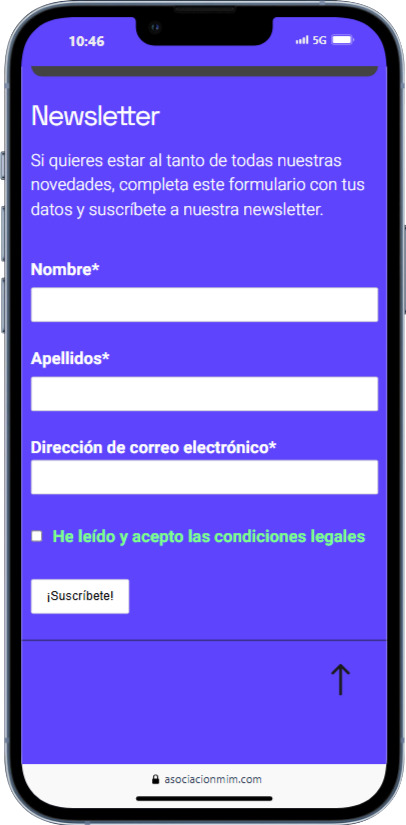 10:46
5G
Newsletter
Si quieres estar al tanto de todas nuestras
novedades, completa este formulario con tus
datos y suscríbete a nuestra newsletter.
Nombre*
Apellidos*
Dirección de correo electrónico*
He leído y acepto las condiciones legales
¡Suscríbete!
asociacionmim.com